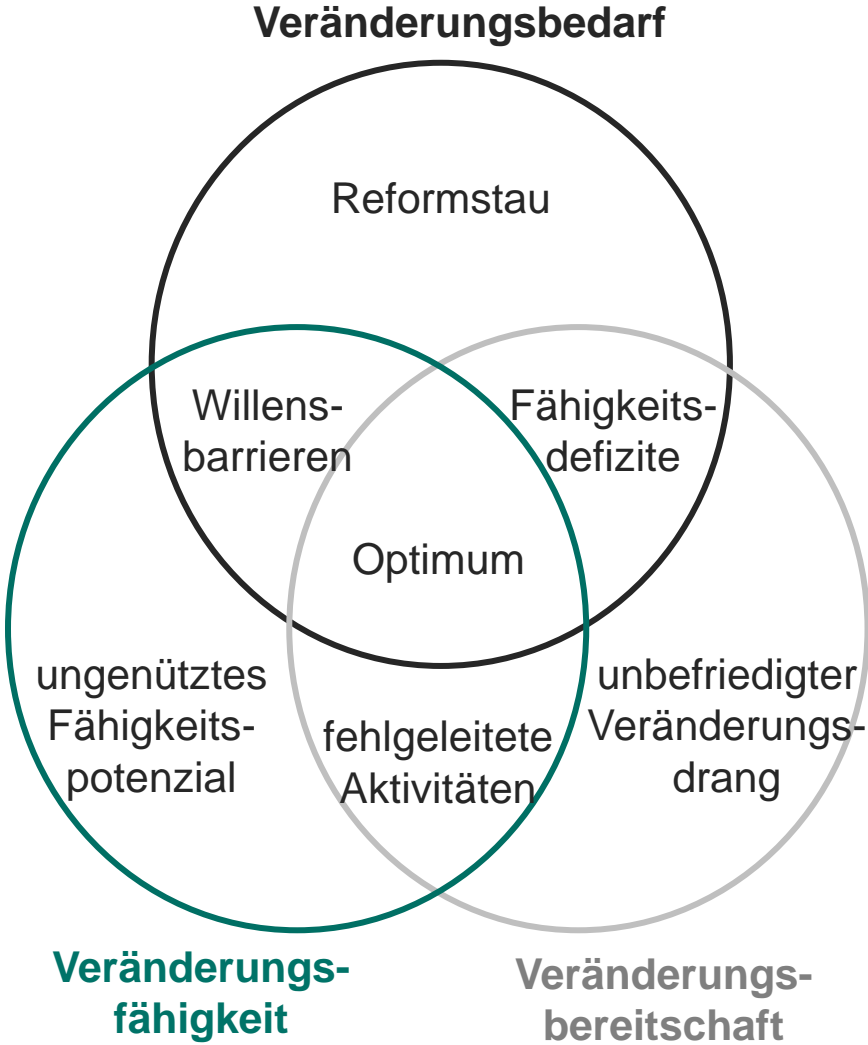 Veränderungsbedarf
Reformstau
Willens-
barrieren
Fähigkeits-
defizite
Optimum
ungenütztes
Fähigkeits-
potenzial
fehlgeleitete
Aktivitäten
unbefriedigter
Veränderungs-
drang
Veränderungs-
fähigkeit
Veränderungs-
bereitschaft